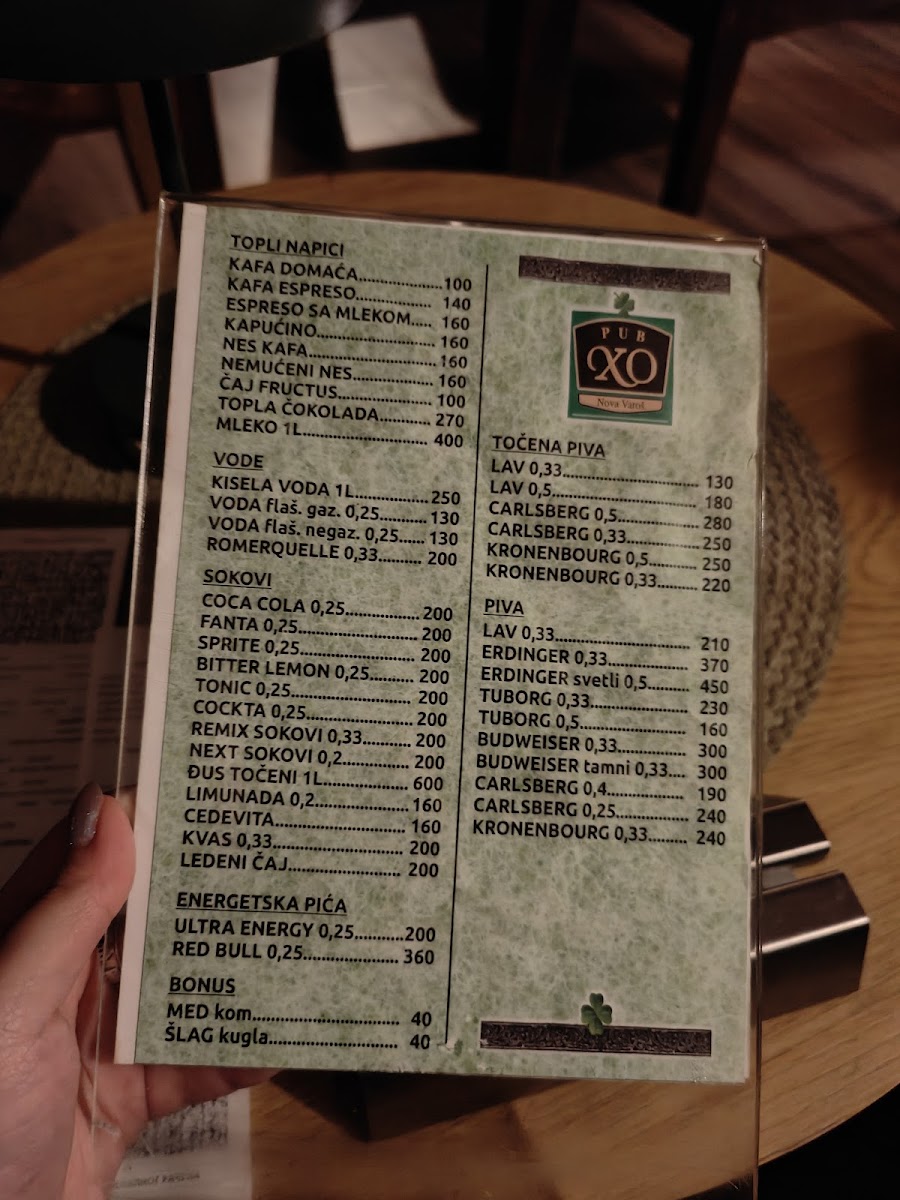 TOPLI NAPICI
KAFA DOMAĆA....................100
KAFA ESPRESO.................. 140
ESPRESO SA MLEKOM..... 160
KAPUĆINO............................. 160
NES KAFA...............................160
NEMUĆENI NES................... 160
ČAJ FRUCTUS...................... 100
TOPLA ČOKOLADA............ 270
MLEKO 1L.............................. 400
VODE
KISELA VODA 1L.................250
VODA flaš. gaz. 0,25........... 130
VODA flaš. negaz. 0,25...... 130
ROMERQUELLE 0,33.......... 200
SOKOVI
COCA COLA 0,25.................. 200
FANTA 0,25............................ 200
SPRITE 0,25........................... 200
BITTER LEMON 0,25.......... 200
TONIC 0,25............................ 200
COCKTA 0,25......................... 200
REMIX SOKOVI 0,33........... 200
NEXT SOKOVI 0,2................ 200
ĐUS TOČENI 1L.................... 600
LIMUNADA 0,2...................... 160
CEDEVITA............................... 160
KVAS 0,33............................... 200
LEDENI ČAJ.......................... 200
ENERGETSKA PIĆA
ULTRA ENERGY 0,25...........200
RED BULL 0,25...................... 360
BONUS
MED kom................................... 40
ŠLAG kugla.............................. 40
PUB
XO
Nova Varoš
TOČENA PIVA
LAV 0,33................................ 130
LAV 0,5.................................. 180
CARLSBERG 0,5................... 280
CARLSBERG 0,33.................250
KRONENBOURG 0,5........... 250
KRONENBOURG 0,33......... 220
PIVA
LAV 0,33................................ 210
ERDINGER 0,33................... 370
ERDINGER svetli 0,5.......... 450
TUBORG 0,33....................... 230
TUBORG 0,5......................... 160
BUDWEISER 0,33................ 300
BUDWEISER tamni 0,33.... 300
CARLSBERG 0,4.................. 190
CARLSBERG 0,25................. 240
KRONENBOURG 0,33......... 240